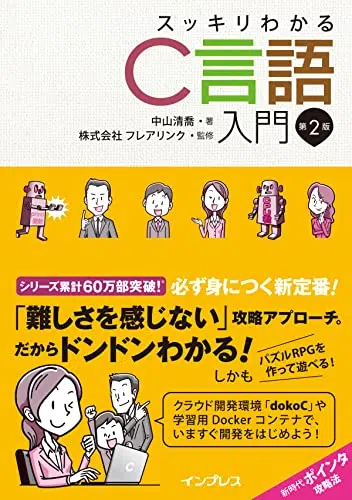 スッキリわかる
C言語
中山清喬・著
株式会社 フレアリンク・監修
入門 第2版
シリーズ累計60万部突破!
必ず身につく新定番!
「難しさを感じない」攻略アプローチ。
だからドンドンわかる!
しかも
パズルRPGを
作って遊べる!
クラウド開発環境「dokoC」や
学習用 Docker コンテナで、
いますぐ開発をはじめよう!
C
インプレス
新時代ポインタ
攻略法